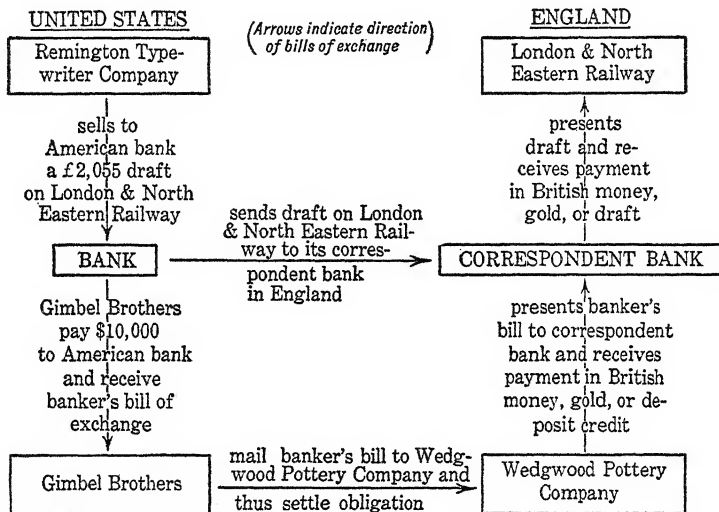 UNITED STATES
(Arrows indicate direction
of bills of exchange)
ENGLAND
Remington Type-
writer Company
London & North
Eastern Railway
sells to
American bank
a £2,055 draft
on London & North
Eastern Railway
presents
draft and re-
ceives payment
in British money,
gold, or draft
sends draft on London
& North Eastern Rail-
way to its corres-
pondent bank
in England
BANK
CORRESPONDENT BANK
Gimbel Brothers
pay $10,000
to American bank
and receive
banker's bill of
exchange
presents banker's
bill to correspondent
bank and receives
payment in British
money, gold, or de-
posit credit
Gimbel Brothers
mail banker's bill to Wedg-
wood Pottery Company and
thus settle obligation
Wedgwood Pottery
Company